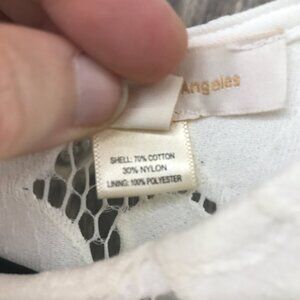 Angeles
SHELL: 70% COTTON
30% NYLON
LINING: 100% POLYESTER